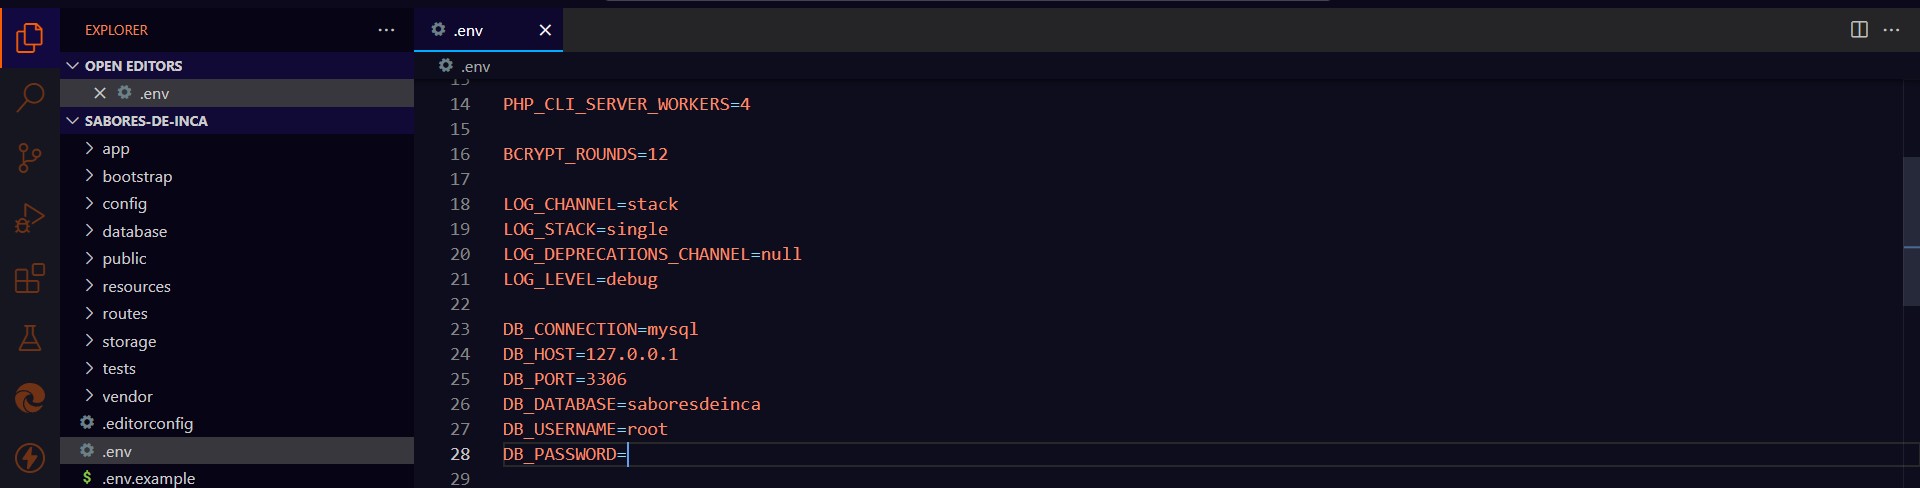 EXPLORER
OPEN EDITORS
.env
SABORES-DE-INCA
app
bootstrap
config
database
public
resources
routes
storage
tests
vendor
.editorconfig
.env
.env.example
.env
.env
13
14 PHP_CLI_SERVER_WORKERS=4
15
16 BCRYPT_ROUNDS=12
17
18 LOG_CHANNEL=stack
19 LOG_STACK=single
20 LOG_DEPRECATIONS_CHANNEL=null
21 LOG_LEVEL=debug
22
23 DB_CONNECTION=mysql
24 DB_HOST=127.0.0.1
25 DB_PORT=3306
26 DB_DATABASE=saboresdeinca
27 DB_USERNAME=root
28 DB_PASSWORD=
29